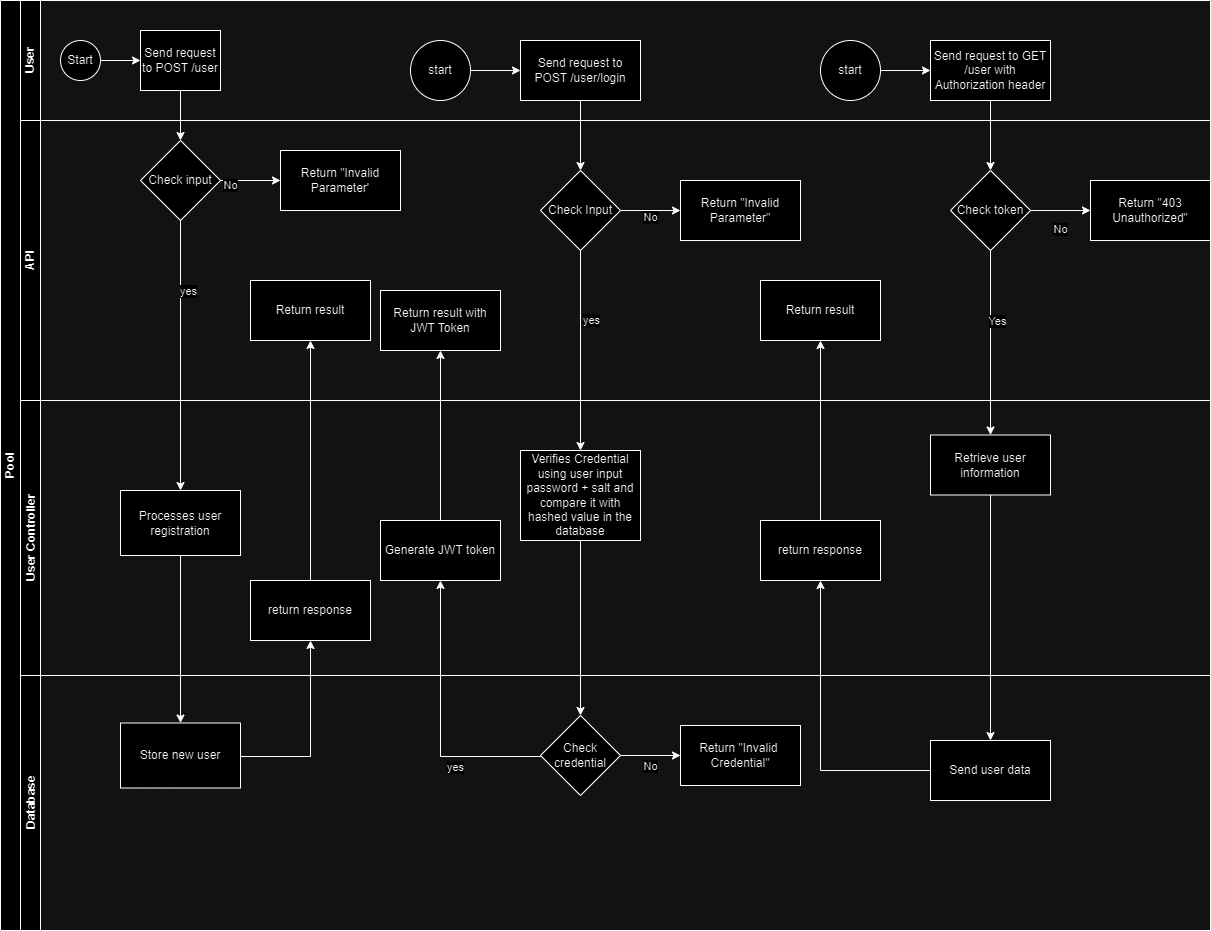 Pool
User
Start
Send request
to POST /user
start
Send request to
POST /user/login
start
Send request to GET
/user with
Authorization header
API
Check input
No
Return "Invalid
Parameter'
yes
Return result
Return result with
JWT Token
Check Input
No
Return "Invalid
Parameter"
yes
Return result
Check token
No
Return "403
Unauthorized"
Yes
User Controller
Processes user
registration
return response
Generate JWT token
Verifies Credential
using user input
password + salt and
compare it with
hashed value in the
database
return response
Retrieve user
information
Database
Store new user
yes
Check
credential
No
Return "Invalid
Credential"
Send user data